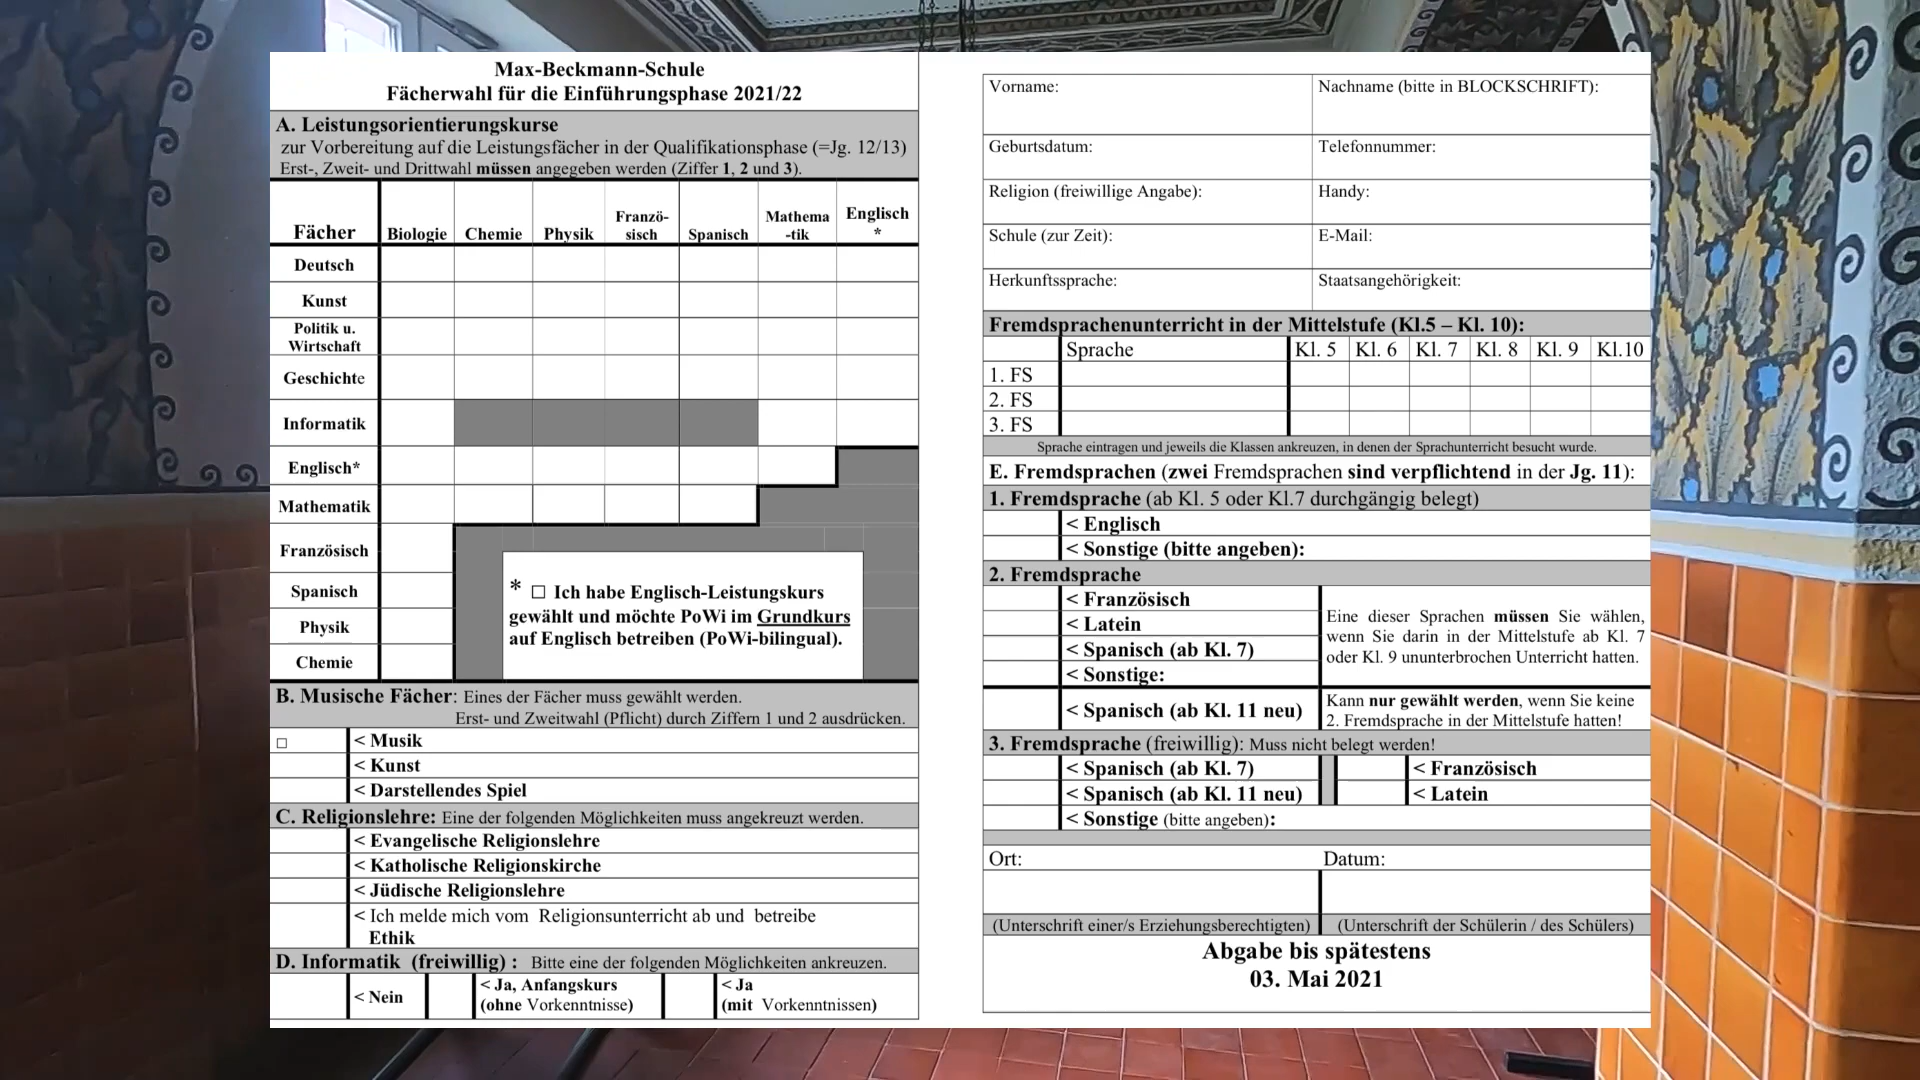 Max-Beckmann-Schule
Fächerwahl für die Einführungsphase 2021/22
A. Leistungsorientierungskurse
zur Vorbereitung auf die Leistungsfächer in der Qualifikationsphase (=Jg. 12/13)
Erst-, Zweit- und Drittwahl müssen angegeben werden (Ziffer 1, 2 und 3).
Fächer Biologie Chemie Physik Franzö-sisch Spanisch Mathema-tik Englisch *
Deutsch
Kunst
Politik u.
Wirtschaft
Geschichte
Informatik
Englisch*
Mathematik
Französisch
Spanisch
Physik
Chemie
* □ Ich habe Englisch-Leistungskurs
gewählt und möchte PoWi im Grundkurs
auf Englisch betreiben (PoWi-bilingual).
B. Musische Fächer: Eines der Fächer muss gewählt werden.
Erst- und Zweitwahl (Pflicht) durch Ziffern 1 und 2 ausdrücken.
□ < Musik
< Kunst
< Darstellendes Spiel
C. Religionslehre: Eine der folgenden Möglichkeiten muss angekreuzt werden.
< Evangelische Religionslehre
< Katholische Religionskirche
< Jüdische Religionslehre
< Ich melde mich vom Religionsunterricht ab und betreibe
Ethik
D. Informatik (freiwillig) : Bitte eine der folgenden Möglichkeiten ankreuzen.
< Nein
< Ja, Anfangskurs
(ohne Vorkenntnisse)
< Ja
(mit Vorkenntnissen)
Vorname: Nachname (bitte in BLOCKSCHRIFT):
Geburtsdatum: Telefonnummer:
Religion (freiwillige Angabe): Handy:
Schule (zur Zeit): E-Mail:
Herkunftssprache: Staatsangehörigkeit:
Fremdsprachenunterricht in der Mittelstufe (Kl.5 – Kl. 10):
Sprache Kl. 5 Kl. 6 Kl. 7 Kl. 8 Kl. 9 Kl.10
1. FS
2. FS
3. FS
Sprache eintragen und jeweils die Klassen ankreuzen, in denen der Sprachunterricht besucht wurde.
E. Fremdsprachen (zwei Fremdsprachen sind verpflichtend in der Jg. 11):
1. Fremdsprache (ab Kl. 5 oder Kl.7 durchgängig belegt)
< Englisch
< Sonstige (bitte angeben):
2. Fremdsprache
< Französisch
< Latein
< Spanisch (ab Kl. 7)
< Sonstige:
Eine dieser Sprachen müssen Sie wählen,
wenn Sie darin in der Mittelstufe ab Kl. 7
oder Kl. 9 ununterbrochen Unterricht hatten.
< Spanisch (ab Kl. 11 neu)
Kann nur gewählt werden, wenn Sie keine
2. Fremdsprache in der Mittelstufe hatten!
3. Fremdsprache (freiwillig): Muss nicht belegt werden!
< Spanisch (ab Kl. 7) < Französisch
< Spanisch (ab Kl. 11 neu) < Latein
< Sonstige (bitte angeben):
Ort: Datum:
(Unterschrift einer/s Erziehungsberechtigten) (Unterschrift der Schülerin / des Schülers)
Abgabe bis spätestens
03. Mai 2021